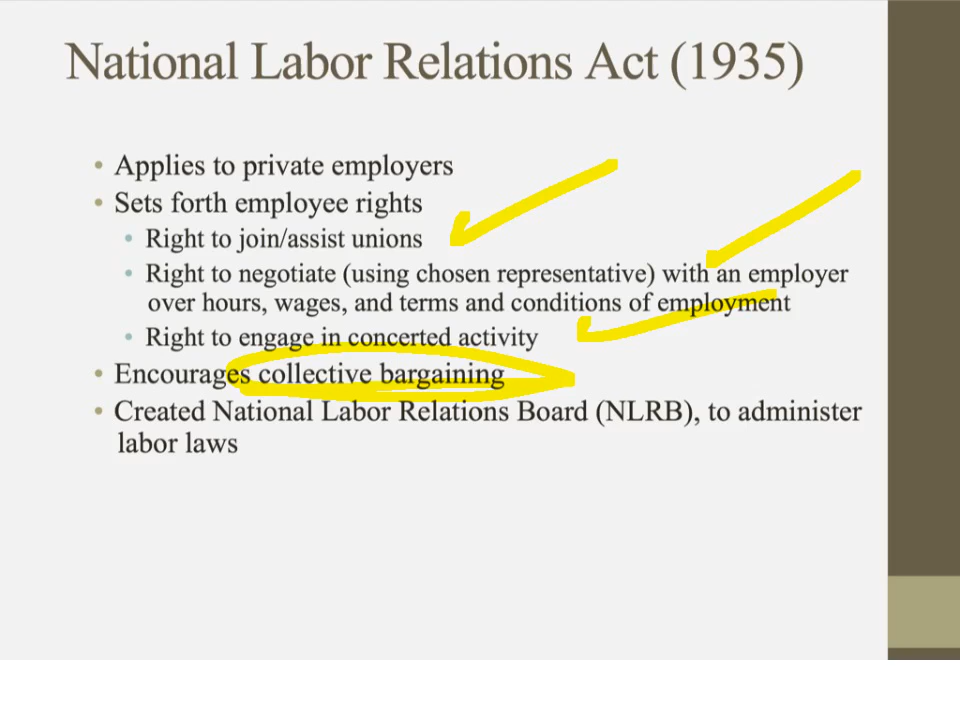 National Labor Relations Act (1935)
• Applies to private employers
• Sets forth employee rights
• Right to join/assist unions
• Right to negotiate (using chosen representative) with an employer
over hours, wages, and terms and conditions of employment
• Right to engage in concerted activity
• Encourages collective bargaining
• Created National Labor Relations Board (NLRB), to administer
labor laws